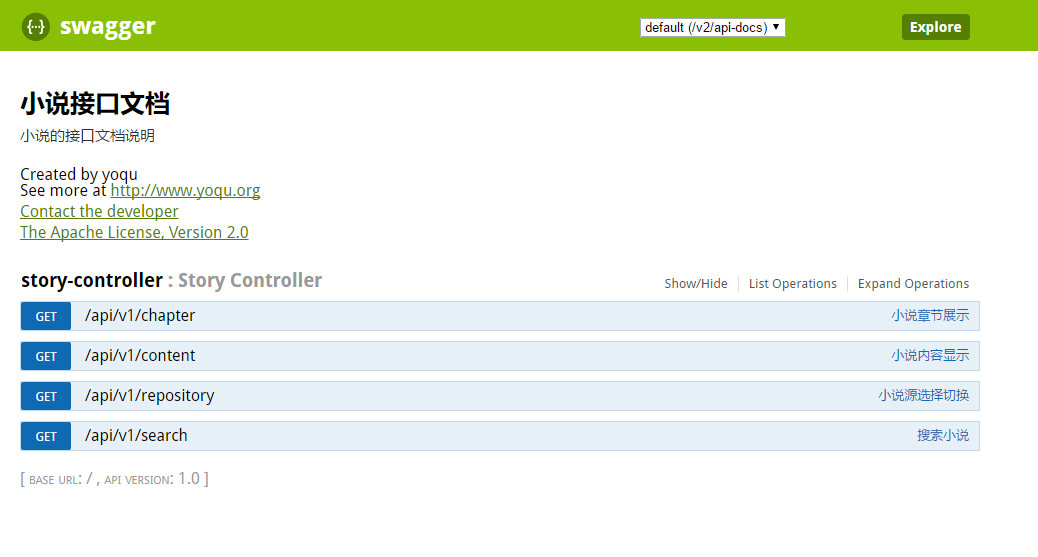 {···} swagger default (/v2/api-docs) Explore
小说接口文档
小说的接口文档说明
Created by yoqu
See more at http://www.yoqu.org
Contact the developer
The Apache License, Version 2.0
story-controller : Story Controller Show/Hide List Operations Expand Operations
GET /api/v1/chapter 小说章节展示
GET /api/v1/content 小说内容显示
GET /api/v1/repository 小说源选择切换
GET /api/v1/search 搜索小说
[ BASE URL: / , API VERSION: 1.0 ]